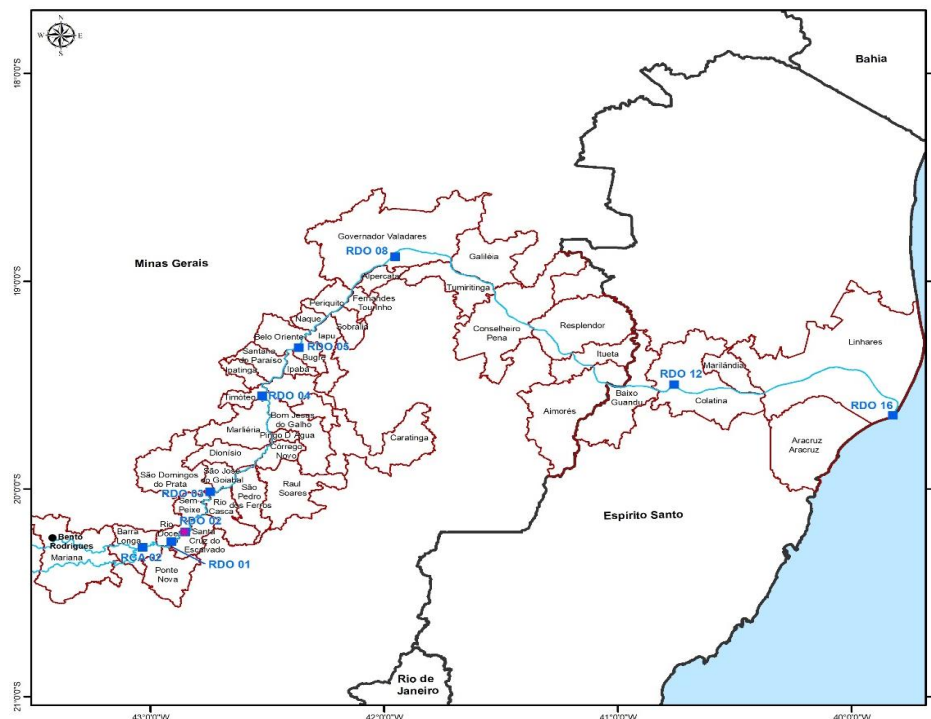 N
W
E
S
Bahia
18°0'0"S
Governador Valadares
RDO 08
Galiléia
Minas Gerais
Alpercata
19°0'0"S
Tumiritinga
Fernandes
Tourinho
Periquito
Naque
Sobrália
Conselheiro
Pena
Resplendor
Belo Oriente
Iapu
RDO 05
Linhares
Santana
do Paraíso
Bugre
Itueta
Ipatinga
Ipaba
Marilândia
RDO 12
Timóteo
RDO 04
Baixo
Guandu
Colatina
Aimorés
RDO 16
Bom Jesus
do Galho
Marliéria
Pingo D'Água
Caratinga
Córrego
Novo
Aracruz
Aracruz
Dionísio
São Domingos
do Prata
São José
do Goiabal
Raul
Soares
20°0'0"S
RDO 03
São
Pedro
dos Ferros
Sem
Peixe
Rio
Casca
Espírito Santo
RDO 02
Bento
Rodrigues
Barra
Longa
Rio
Doce
Santa
Cruz do
Escalvado
Mariana
RCA 02
RDO 01
Ponte
Nova
Rio de
Janeiro
21°0'0"S
43°0'0"W
42°0'0"W
41°0'0"W
40°0'0"W